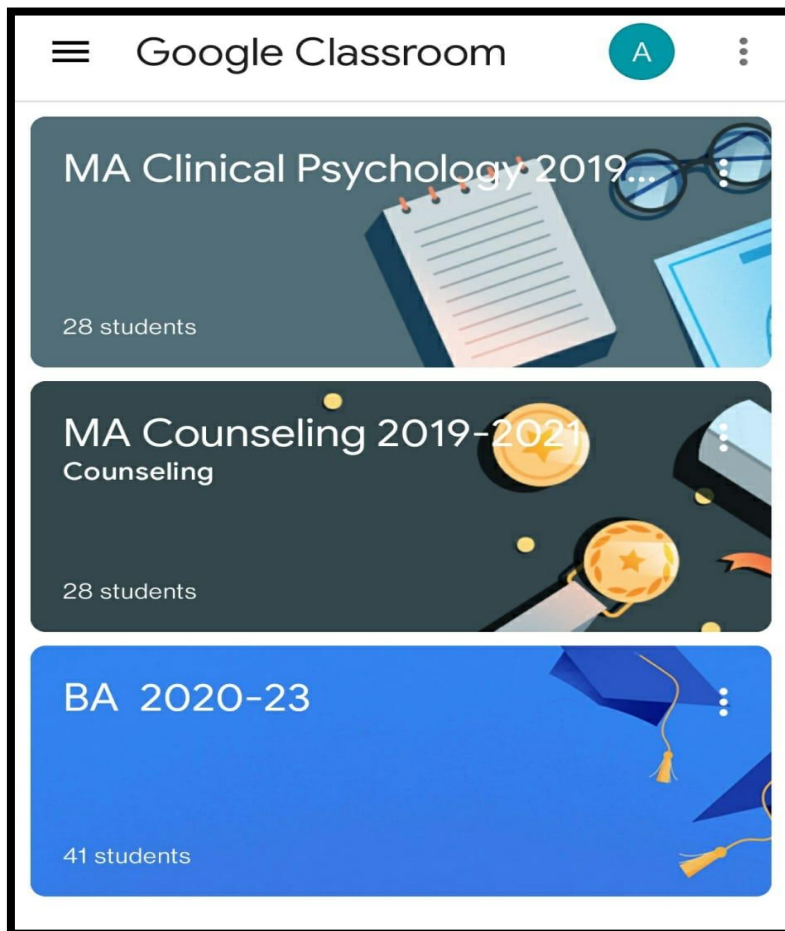 Google Classroom
A
MA Clinical Psychology 2019...
28 students
MA Counseling 2019-2021
Counseling
28 students
BA 2020-23
41 students